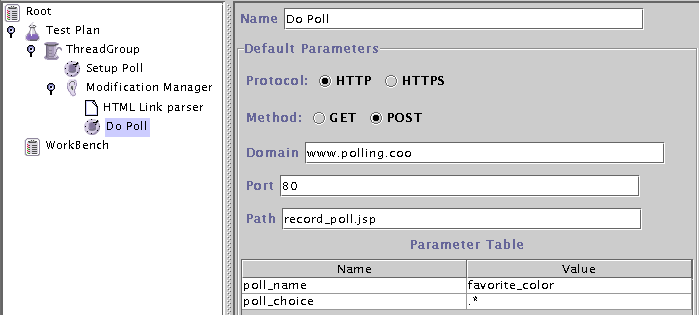 Root
Test Plan
ThreadGroup
Setup Poll
Modification Manager
HTML Link parser
Do Poll
WorkBench
Name Do Poll
Default Parameters
Protocol: HTTP HTTPS
Method: GET POST
Domain www.polling.coo
Port 80
Path record_poll.jsp
Parameter Table
Name Value
poll_name favorite_color
poll_choice .*